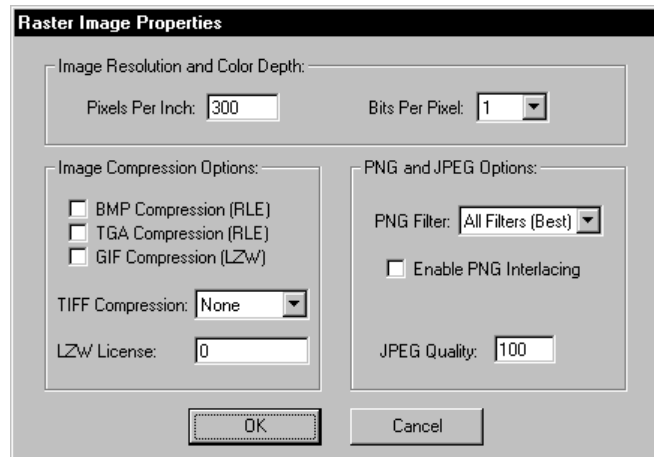 Raster Image Properties
Image Resolution and Color Depth:
Pixels Per Inch: 300 Bits Per Pixel: 1
Image Compression Options:
BMP Compression (RLE)
TGA Compression (RLE)
GIF Compression (LZW)
TIFF Compression: None
LZW License: 0
PNG and JPEG Options:
PNG Filter: All Filters (Best)
Enable PNG Interlacing
JPEG Quality: 100
OK Cancel